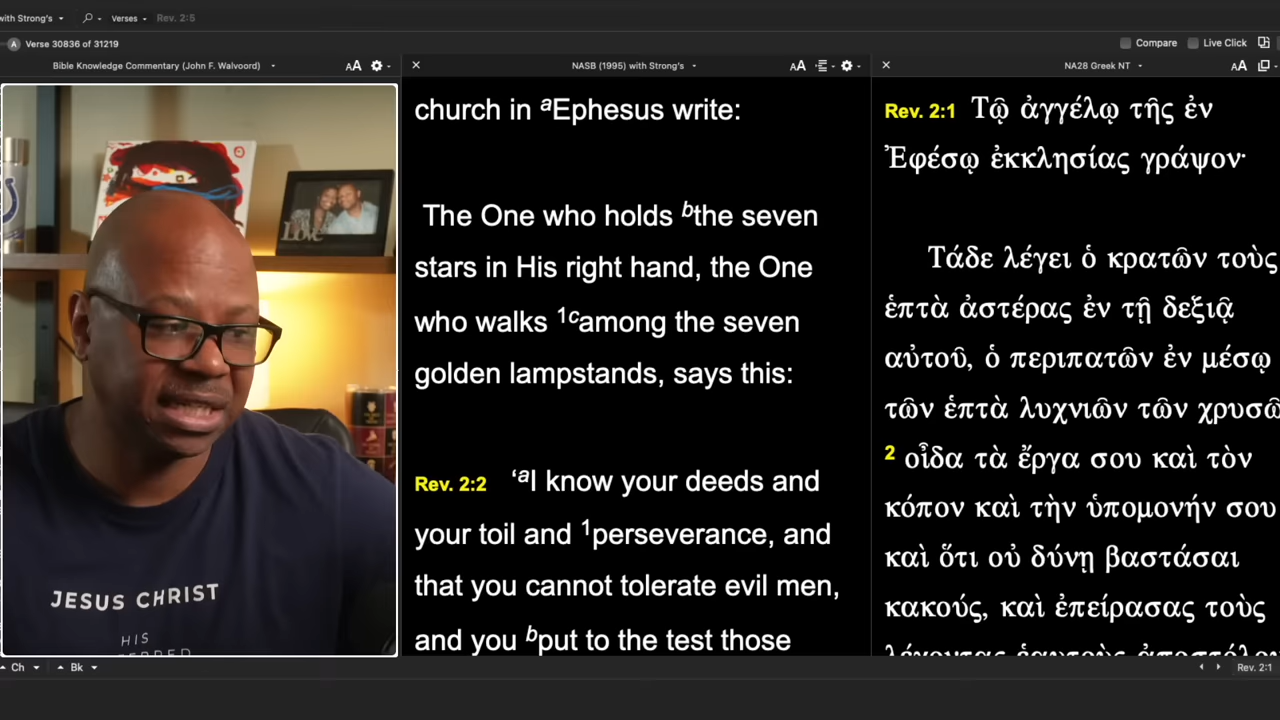 with Strong's
Verses
Rev. 2:5
A Verse 30836 of 31219
Compare
Live Click
Bible Knowledge Commentary (John F. Walvoord)
AA
NASB (1995) with Strong's
AA
NA28 Greek NT
AA
LOVE
JESUS CHRIST
HIS
church in ᵃEphesus write:
The One who holds ᵇthe seven
stars in His right hand, the One
who walks ¹ᶜamong the seven
golden lampstands, says this:
Rev. 2:2 ‘ᵃI know your deeds and
your toil and ¹perseverance, and
that you cannot tolerate evil men,
and you ᵇput to the test those
Rev. 2:1 Τῷ ἀγγέλῳ τῆς ἐν
Ἐφέσῳ ἐκκλησίας γράψον·
Τάδε λέγει ὁ κρατῶν τοὺς
ἑπτὰ ἀστέρας ἐν τῇ δεξιᾷ
αὐτοῦ, ὁ περιπατῶν ἐν μέσῳ
τῶν ἑπτὰ λυχνιῶν τῶν χρυσῶ
2 οἶδα τὰ ἔργα σου καὶ τὸν
κόπον καὶ τὴν ὑπομονήν σου
καὶ ὅτι οὐ δύνῃ βαστάσαι
κακούς, καὶ ἐπείρασας τοὺς
λέγοντας ἑαυτοὺς ἀποστόλου
Ch
Bk
Rev. 2:1